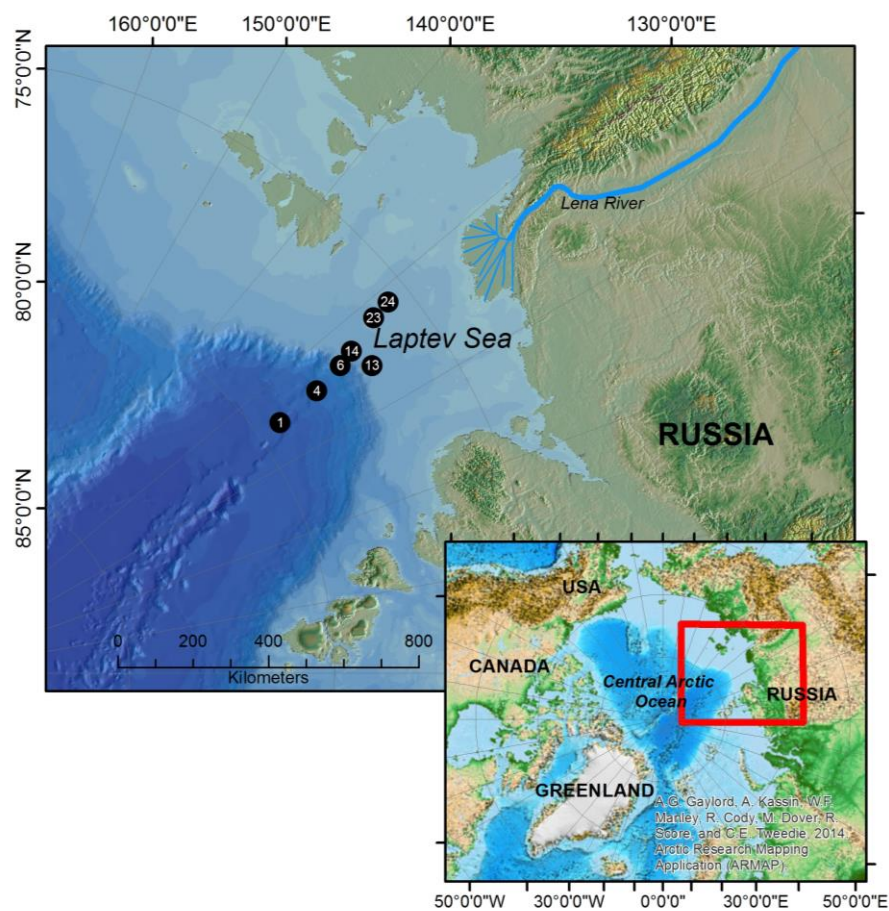 160°0'0"E 150°0'0"E 140°0'0"E 130°0'0"E
75°0'0"N
80°0'0"N
85°0'0"N
Lena River
24
23
Laptev Sea
14
6
13
4
1
RUSSIA
0 200 400 800
Kilometers
USA
CANADA
Central Arctic
Ocean
RUSSIA
GREENLAND
A.G. Gaylord, A. Kassin, W.F.
Manley, R. Cody, M. Dover, R.
Score, and C.E. Tweedie, 2014,
Arctic Research Mapping
Application (ARMAP)
50°0'0"W 30°0'0"W 0°0'0" 30°0'0"E 50°0'0"E